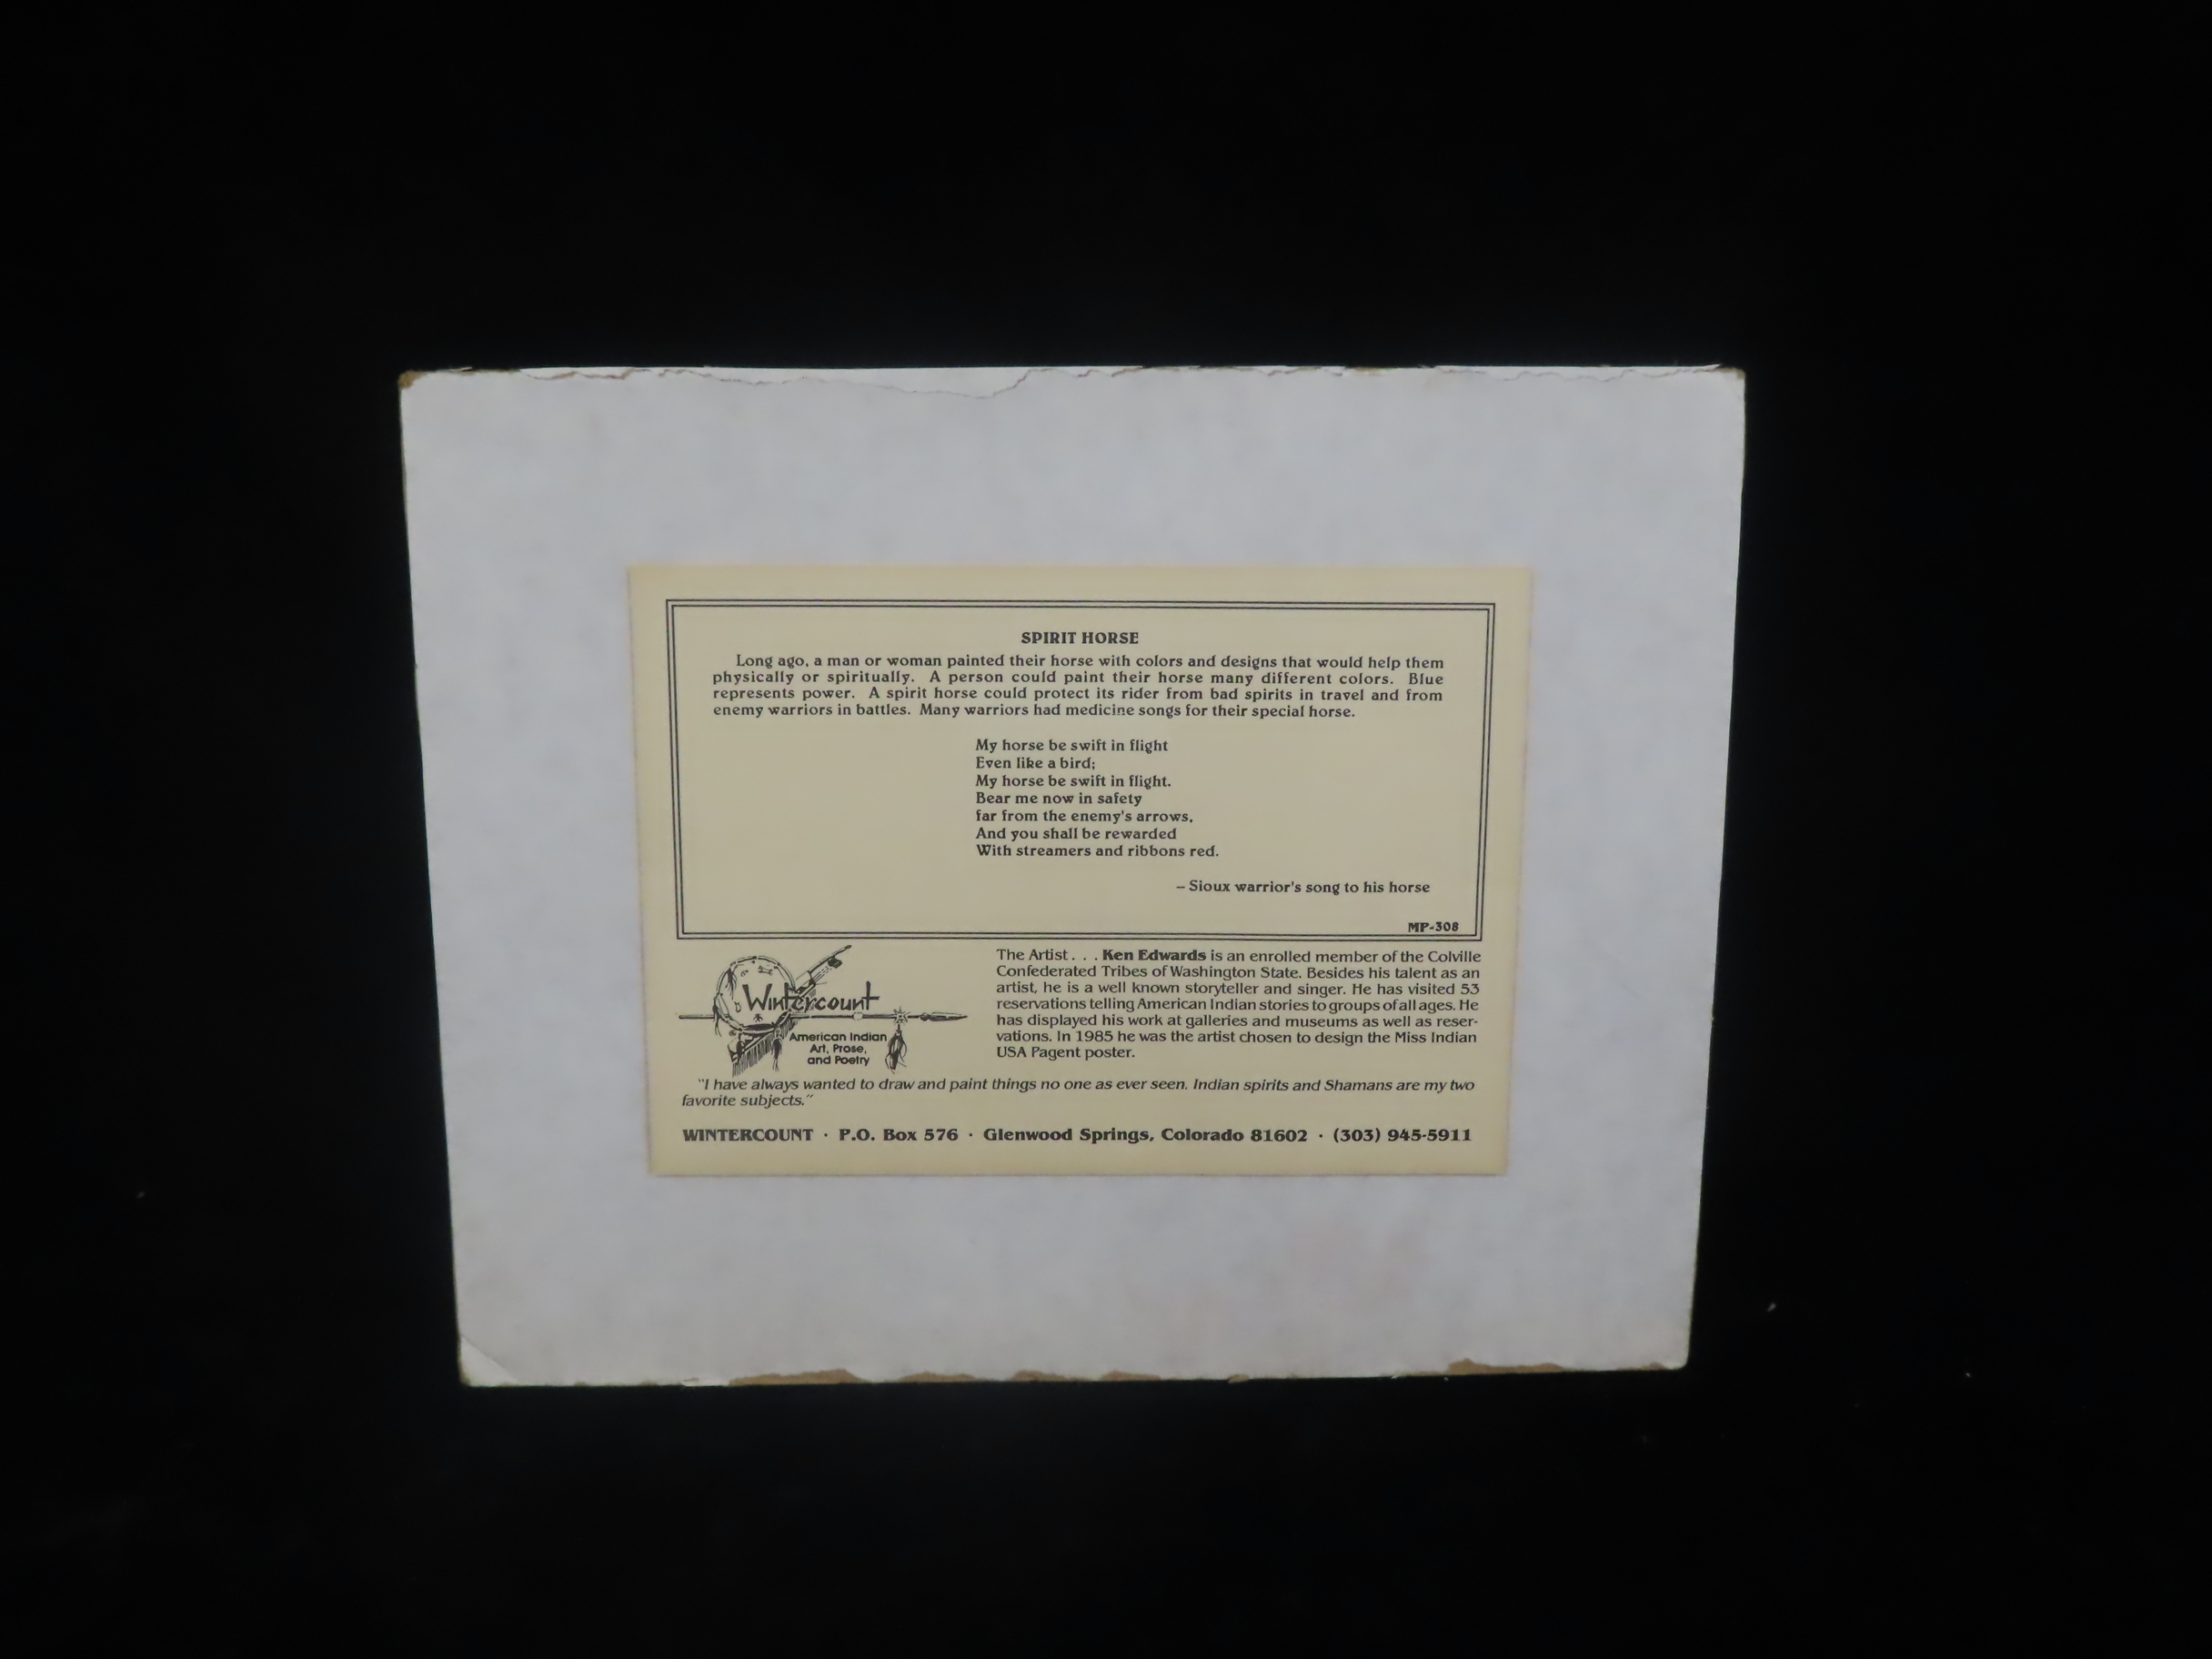 SPIRIT HORSE
Long ago, a man or woman painted their horse with colors and designs that would help them
physically or spiritually. A person could paint their horse many different colors. Blue
represents power. A spirit horse could protect its rider from bad spirits in travel and from
enemy warriors in battles. Many warriors had medicine songs for their special horse.
My horse be swift in flight
Even like a bird;
My horse be swift in flight.
Bear me now in safety
far from the enemy's arrows,
And you shall be rewarded
With streamers and ribbons red.
– Sioux warrior's song to his horse
MP-308
Wintercount
American Indian
Art, Prose,
and Poetry
The Artist . . . Ken Edwards is an enrolled member of the Colville
Confederated Tribes of Washington State. Besides his talent as an
artist, he is a well known storyteller and singer. He has visited 53
reservations telling American Indian stories to groups of all ages. He
has displayed his work at galleries and museums as well as reser-
vations. In 1985 he was the artist chosen to design the Miss Indian
USA Pagent poster.
"I have always wanted to draw and paint things no one as ever seen. Indian spirits and Shamans are my two
favorite subjects."
WINTERCOUNT · P.O. Box 576 · Glenwood Springs, Colorado 81602 · (303) 945-5911